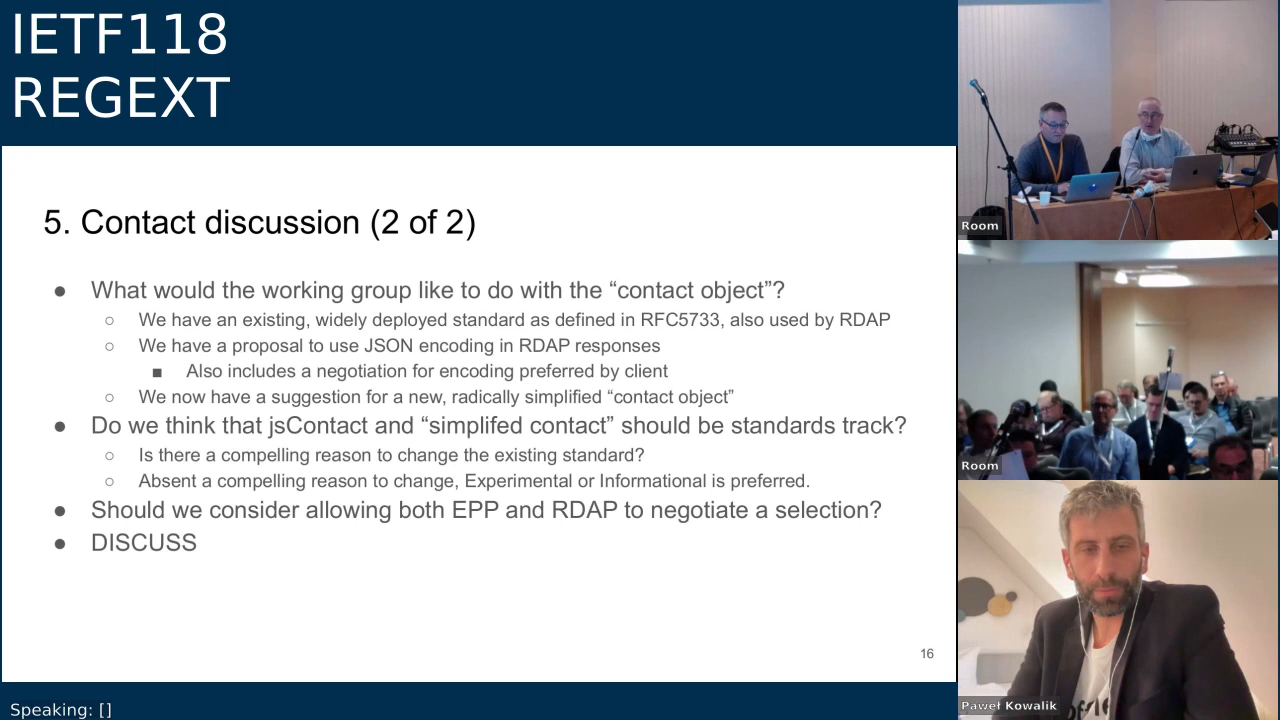 IETF118
REGEXT
5. Contact discussion (2 of 2)
● What would the working group like to do with the “contact object”?
○ We have an existing, widely deployed standard as defined in RFC5733, also used by RDAP
○ We have a proposal to use JSON encoding in RDAP responses
■ Also includes a negotiation for encoding preferred by client
○ We now have a suggestion for a new, radically simplified “contact object”
● Do we think that jsContact and “simplifed contact” should be standards track?
○ Is there a compelling reason to change the existing standard?
○ Absent a compelling reason to change, Experimental or Informational is preferred.
● Should we consider allowing both EPP and RDAP to negotiate a selection?
● DISCUSS
16
Speaking: []
Room
Room
Paweł Kowalik